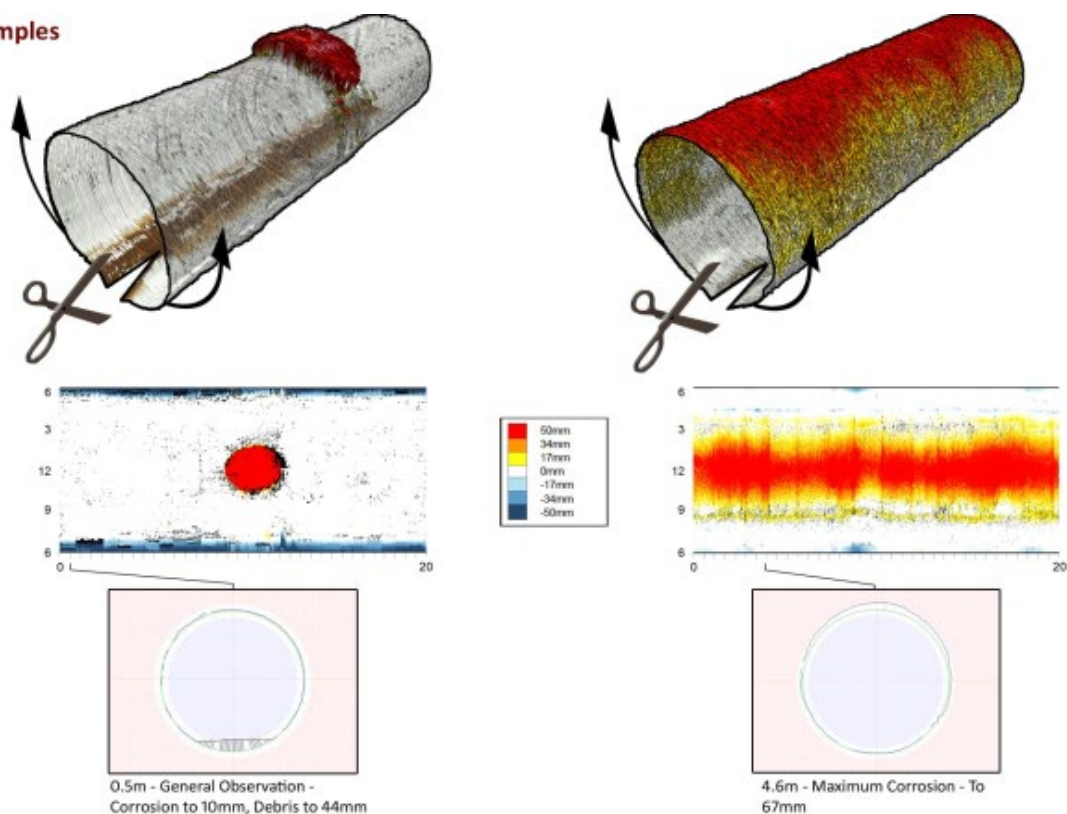 mples
6
3
12
9
6
0
20
50mm
34mm
17mm
0mm
-17mm
-34mm
-50mm
6
3
12
9
6
0
20
0.5m - General Observation -
Corrosion to 10mm, Debris to 44mm
4.6m - Maximum Corrosion - To
67mm